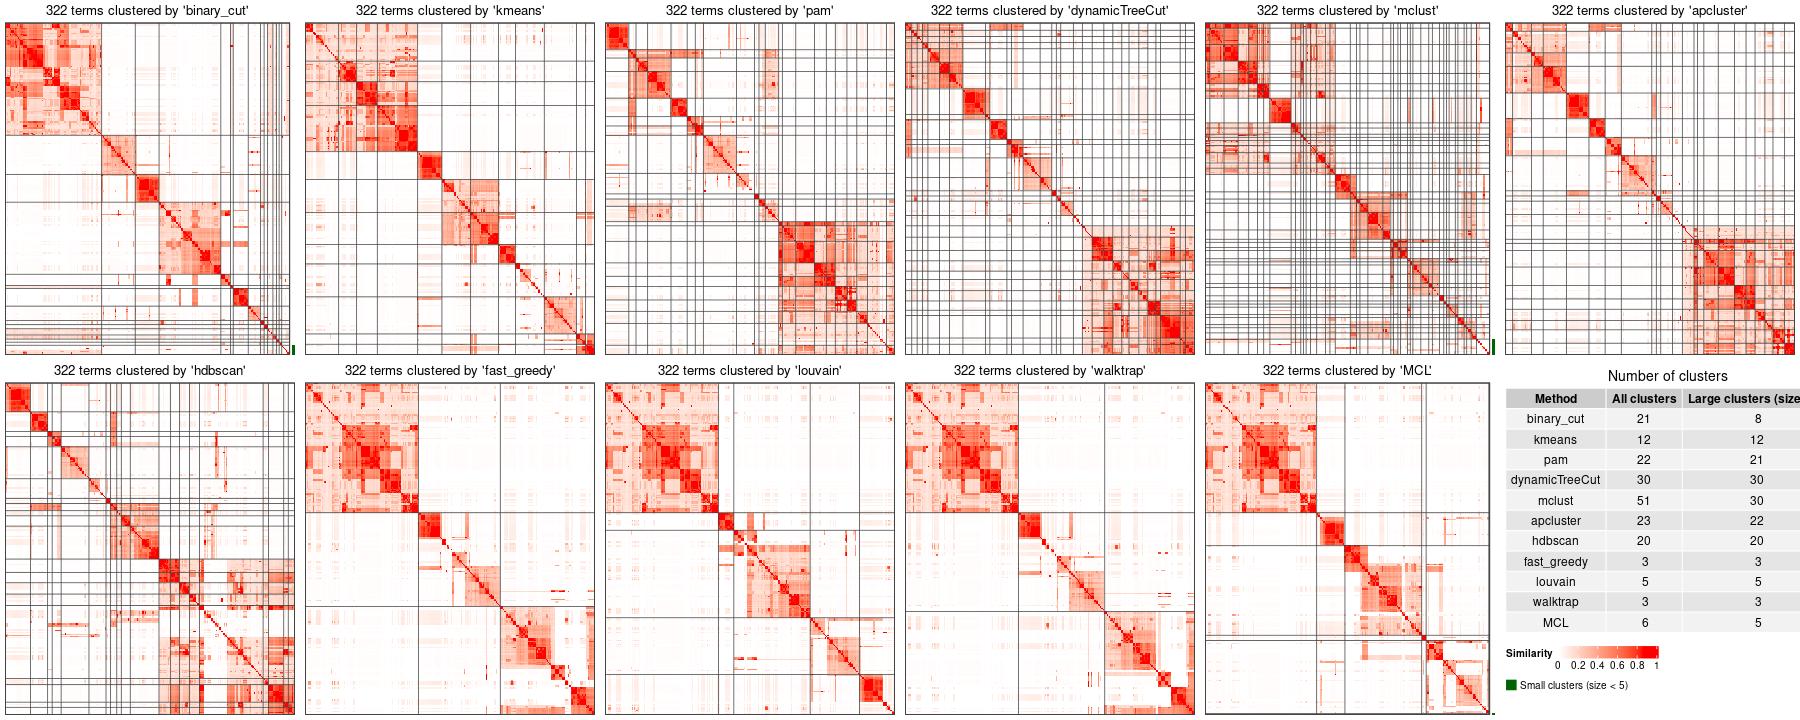 322 terms clustered by 'binary_cut'
322 terms clustered by 'kmeans'
322 terms clustered by 'pam'
322 terms clustered by 'dynamicTreeCut'
322 terms clustered by 'mclust'
322 terms clustered by 'apcluster'
322 terms clustered by 'hdbscan'
322 terms clustered by 'fast_greedy'
322 terms clustered by 'louvain'
322 terms clustered by 'walktrap'
322 terms clustered by 'MCL'
Number of clusters
Method All clusters Large clusters (size
binary_cut 21 8
kmeans 12 12
pam 22 21
dynamicTreeCut 30 30
mclust 51 30
apcluster 23 22
hdbscan 20 20
fast_greedy 3 3
louvain 5 5
walktrap 3 3
MCL 6 5
Similarity
0 0.2 0.4 0.6 0.8 1
Small clusters (size < 5)